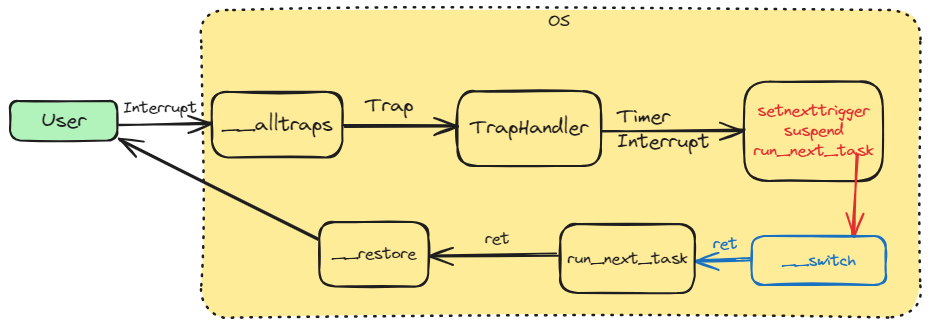 OS
User
Interrupt
__alltraps
Trap
TrapHandler
Timer
Interrupt
setnexttrigger
suspend
run_next_task
__switch
ret
run_next_task
ret
__restore